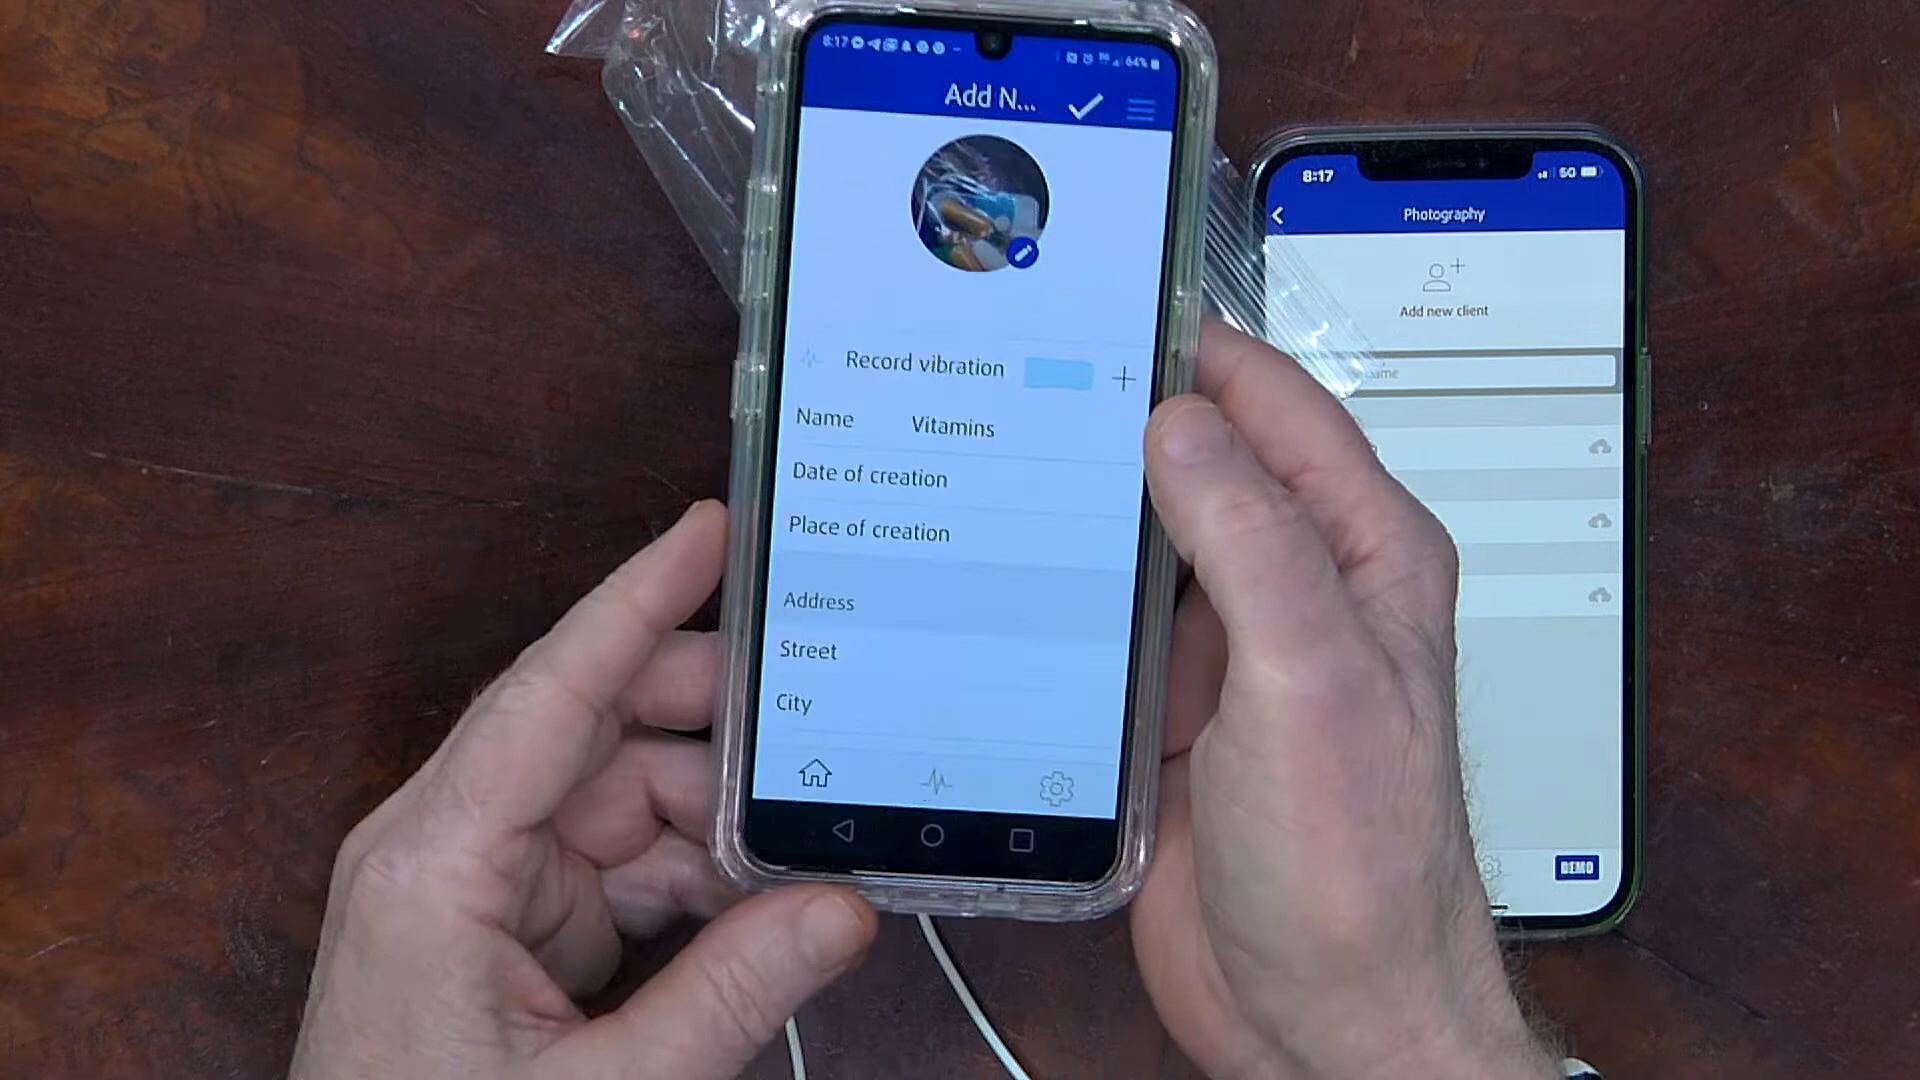 8:17
64%
Add N...
Record vibration
Name Vitamins
Date of creation
Place of creation
Address
Street
City
8:17
5G
Photography
Add new client
DEMO